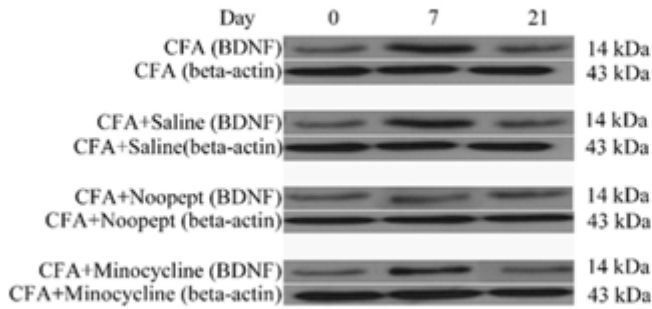 Day 0 7 21
CFA (BDNF) 14 kDa
CFA (beta-actin) 43 kDa
CFA+Saline (BDNF) 14 kDa
CFA+Saline(beta-actin) 43 kDa
CFA+Noopept (BDNF) 14 kDa
CFA+Noopept (beta-actin) 43 kDa
CFA+Minocycline (BDNF) 14 kDa
CFA+Minocycline (beta-actin) 43 kDa